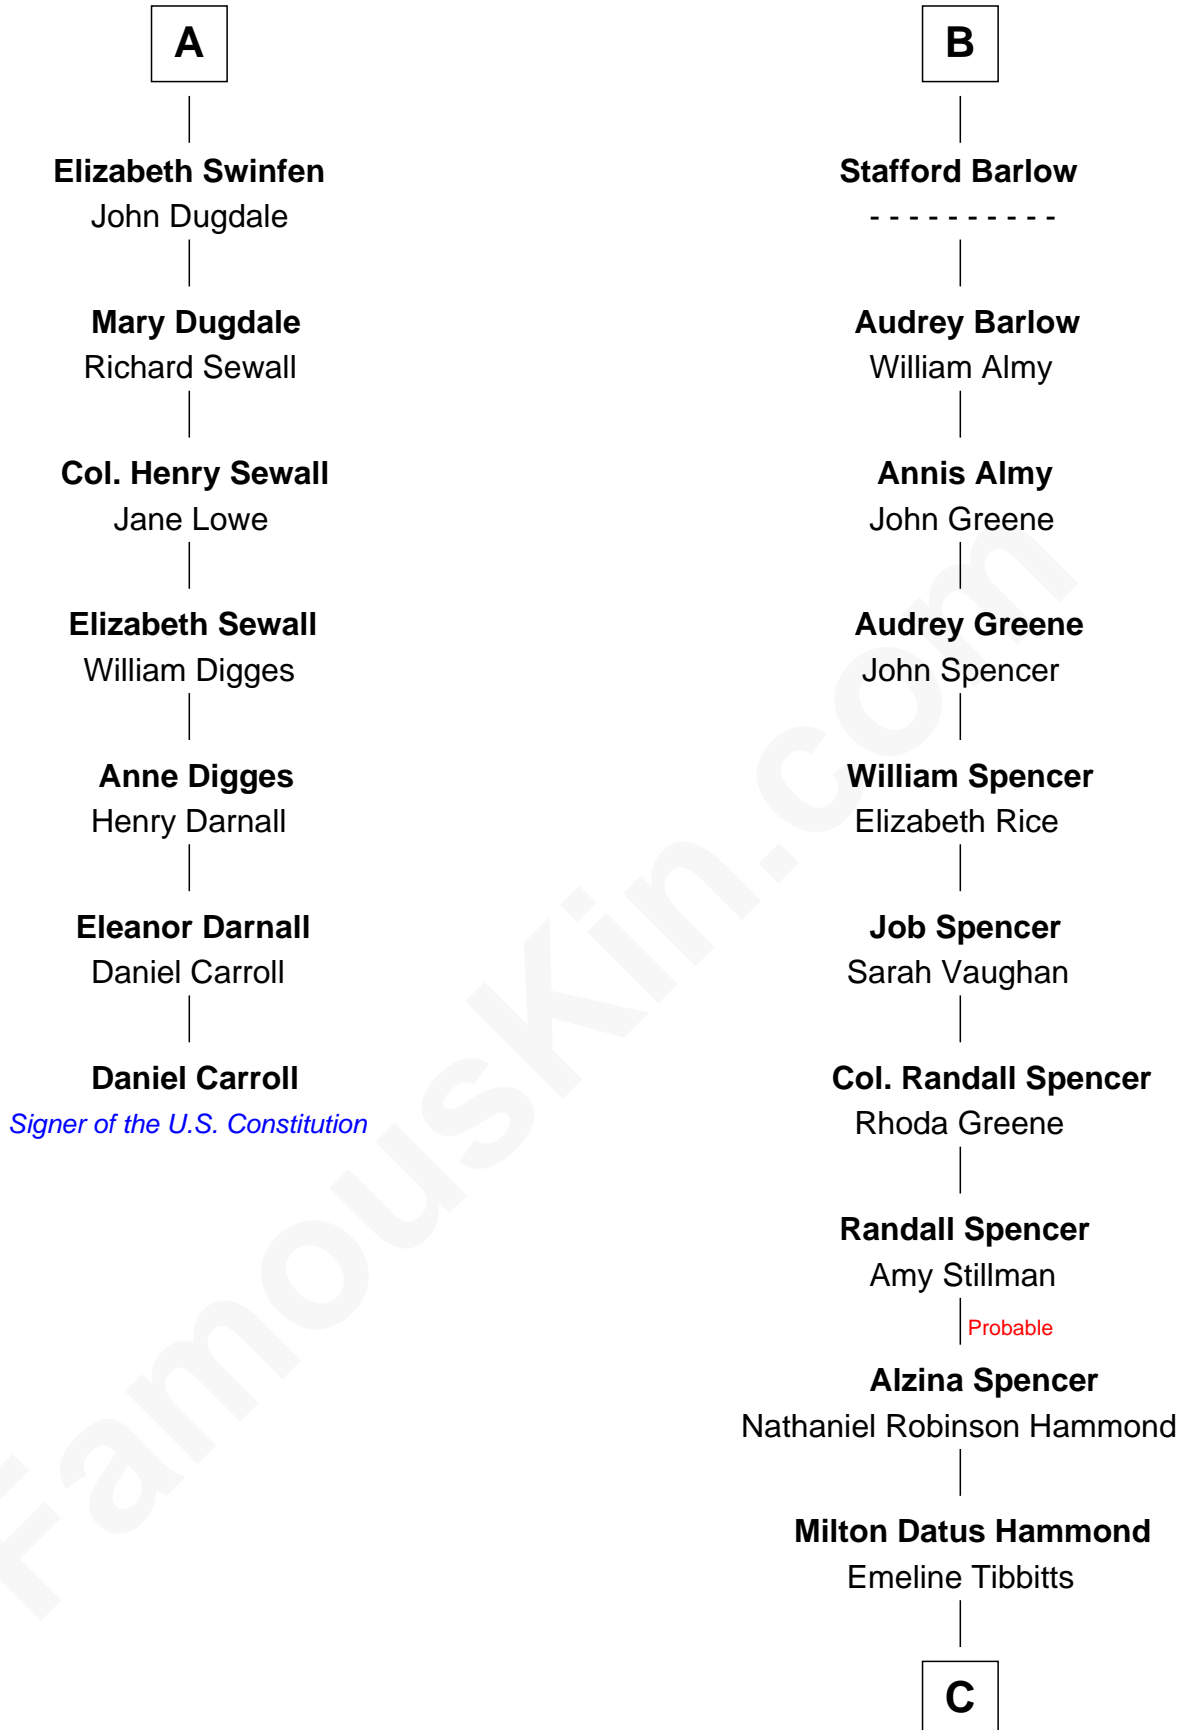 A
Elizabeth Swinfen
John Dugdale
Mary Dugdale
Richard Sewall
Col. Henry Sewall
Jane Lowe
Elizabeth Sewall
William Digges
Anne Digges
Henry Darnall
Eleanor Darnall
Daniel Carroll
Daniel Carroll
Signer of the U.S. Constitution
B
Stafford Barlow
- - - - - - - - - -
Audrey Barlow
William Almy
Annis Almy
John Greene
Audrey Greene
John Spencer
William Spencer
Elizabeth Rice
Job Spencer
Sarah Vaughan
Col. Randall Spencer
Rhoda Greene
Randall Spencer
Amy Stillman
Probable
Alzina Spencer
Nathaniel Robinson Hammond
Milton Datus Hammond
Emeline Tibbitts
C
FamousKin.com